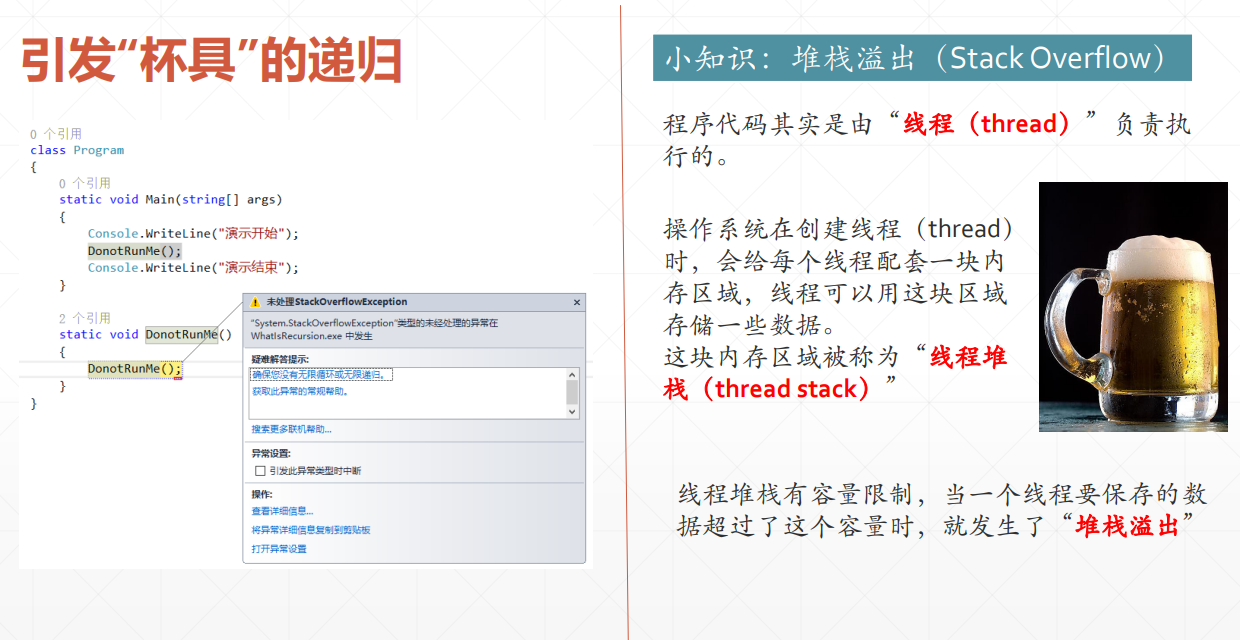 引发“杯具”的递归
0 个引用
class Program
{
0 个引用
static void Main(string[] args)
{
Console.WriteLine("演示开始");
DonotRunMe();
Console.WriteLine("演示结束");
}
2 个引用
static void DonotRunMe()
{
DonotRunMe();
}
}
未处理StackOverflowException
"System.StackOverflowException"类型的未经处理的异常在
WhatIsRecursion.exe 中发生
疑难解答提示:
确保您没有无限循环或无限递归。
获取此异常的常规帮助。
搜索更多联机帮助...
异常设置:
引发此异常类型时中断
操作:
查看详细信息...
将异常详细信息复制到剪贴板
打开异常设置
小知识：堆栈溢出（Stack Overflow）
程序代码其实是由“线程（thread）”负责执
行的。
操作系统在创建线程（thread）
时，会给每个线程配套一块内
存区域，线程可以用这块区域
存储一些数据。
这块内存区域被称为“线程堆
栈（thread stack）”
线程堆栈有容量限制，当一个线程要保存的数
据超过了这个容量时，就发生了“堆栈溢出”